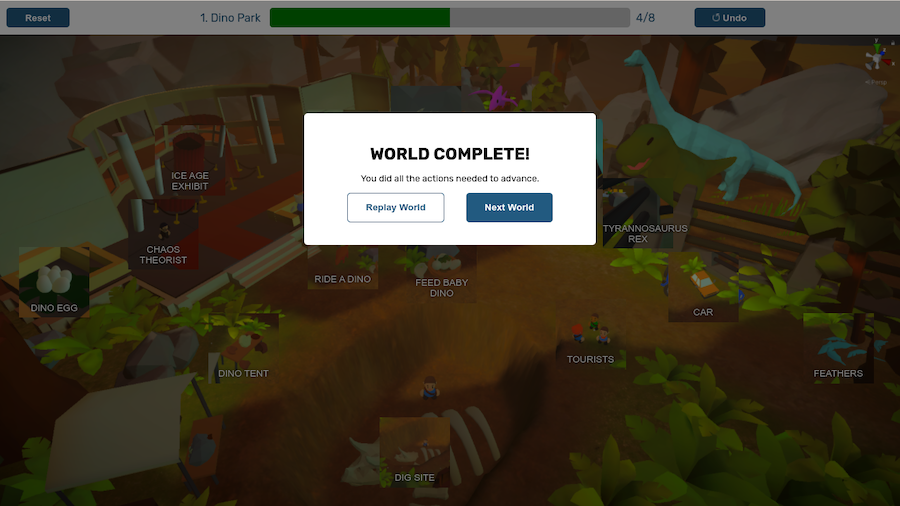 Reset
1. Dino Park
4/8
Undo
WORLD COMPLETE!
You did all the actions needed to advance.
Replay World
Next World
ICE AGE
EXHIBIT
TYRANNOSAURUS
REX
CHAOS
THEORIST
RIDE A DINO
FEED BABY
DINO
DINO EGG
CAR
TOURISTS
DINO TENT
FEATHERS
DIG SITE